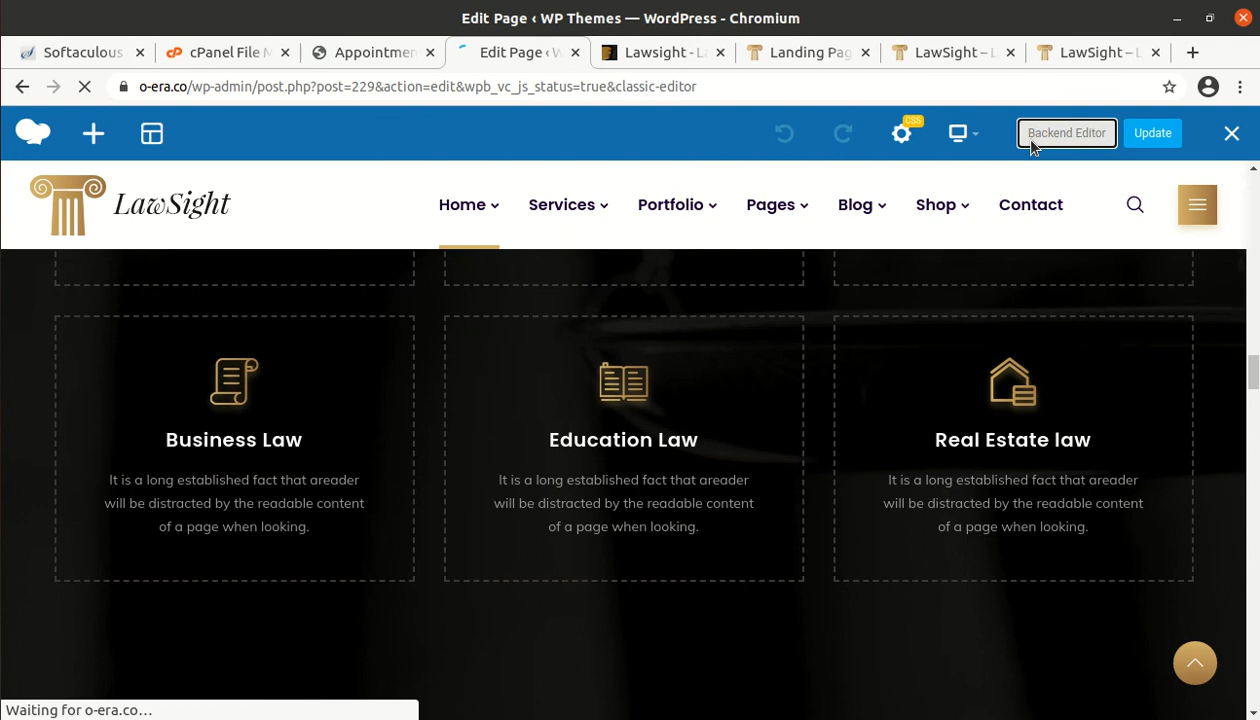 Edit Page ‹ WP Themes — WordPress - Chromium
Softaculous
cPanel File M
Appointmen
Edit Page ‹ W
Lawsight - La
Landing Pag
LawSight – L
LawSight – L
o-era.co/wp-admin/post.php?post=229&action=edit&wpb_vc_js_status=true&classic-editor
CSS
Backend Editor
Update
LawSight
Home
Services
Portfolio
Pages
Blog
Shop
Contact
Business Law
It is a long established fact that areader
will be distracted by the readable content
of a page when looking.
Education Law
It is a long established fact that areader
will be distracted by the readable content
of a page when looking.
Real Estate law
It is a long established fact that areader
will be distracted by the readable content
of a page when looking.
Waiting for o-era.co...